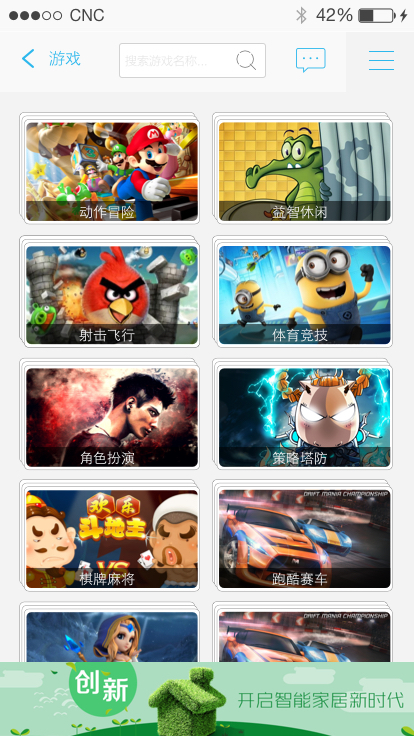 CNC 42%
游戏
搜索游戏名称...
动作冒险
益智休闲
射击飞行
体育竞技
角色扮演
策略塔防
欢乐
斗地主
VS
棋牌麻将
DRIFT MANIA CHAMPIONSHIP
跑酷赛车
DRIFT MANIA CHAMPIONSHIP
创新
开启智能家居新时代